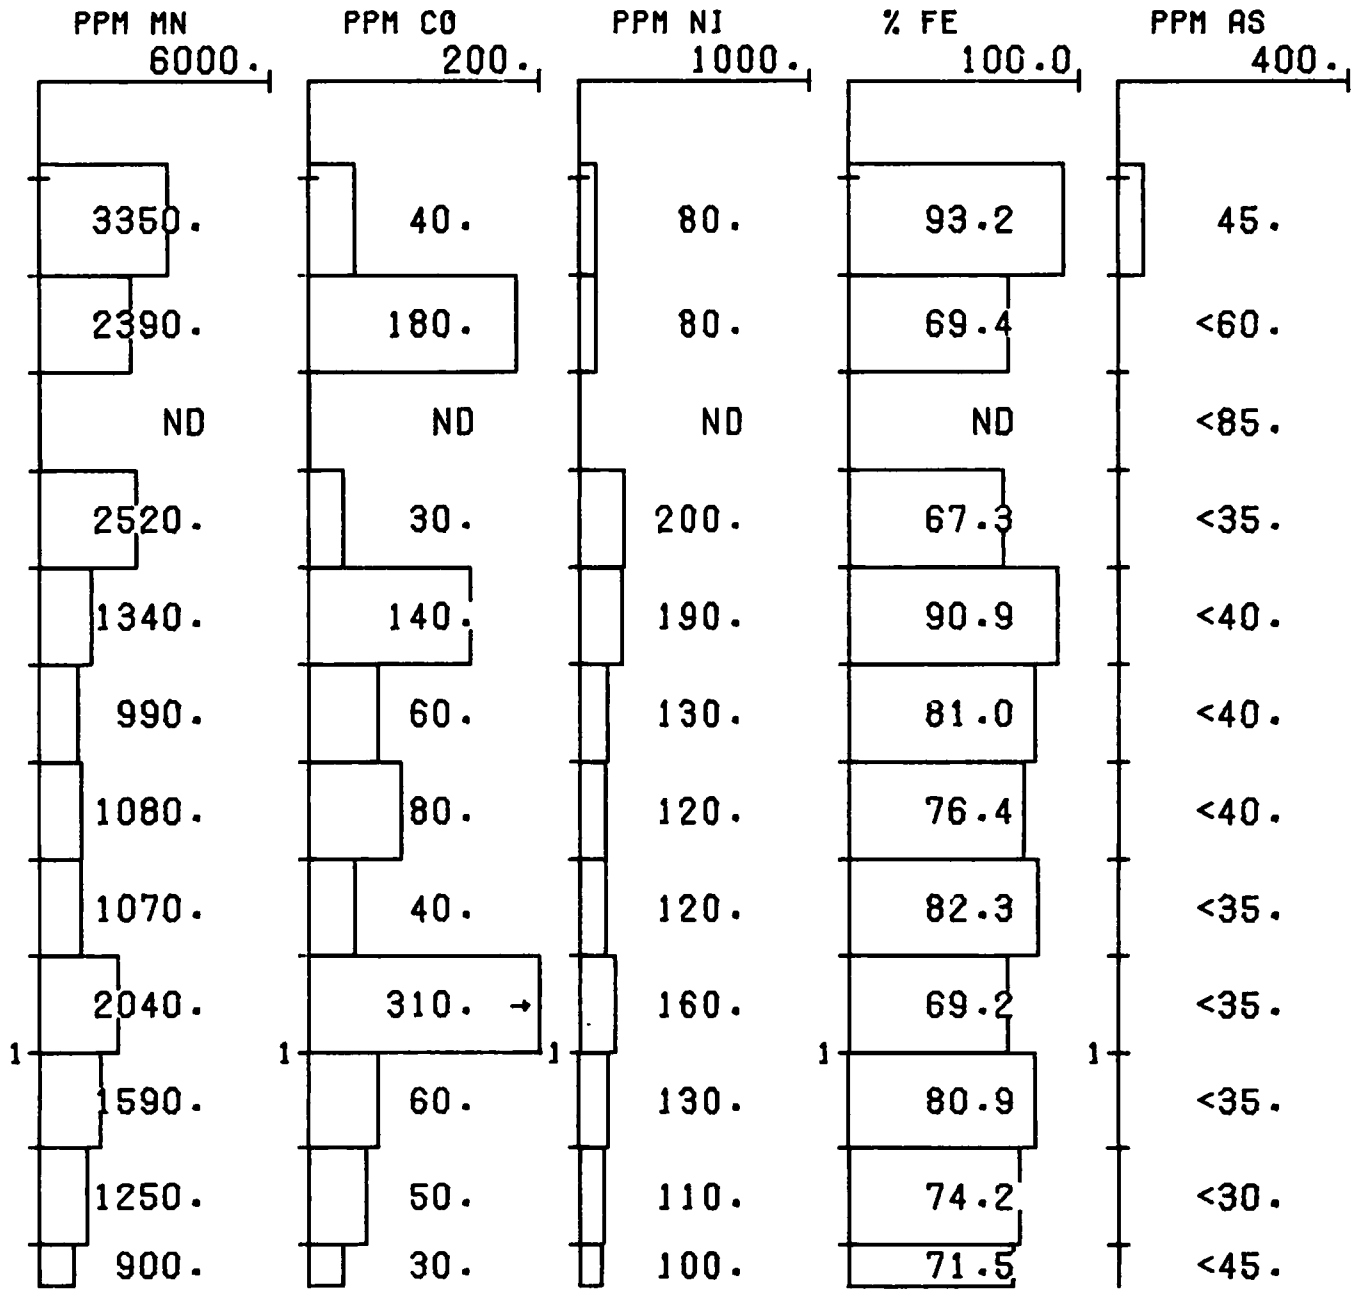 PPM MN PPM CO PPM NI % FE PPM AS
6000. 200. 1000. 100.0 400.
3350. 40. 80. 93.2 45.
2390. 180. 80. 69.4 <60.
ND ND ND ND <85.
2520. 30. 200. 67.3 <35.
1340. 140. 190. 90.9 <40.
990. 60. 130. 81.0 <40.
1080. 80. 120. 76.4 <40.
1070. 40. 120. 82.3 <35.
2040. 310. → 160. 69.2 <35.
1 1 1 1 1
1590. 60. 130. 80.9 <35.
1250. 50. 110. 74.2 <30.
900. 30. 100. 71.5 <45.